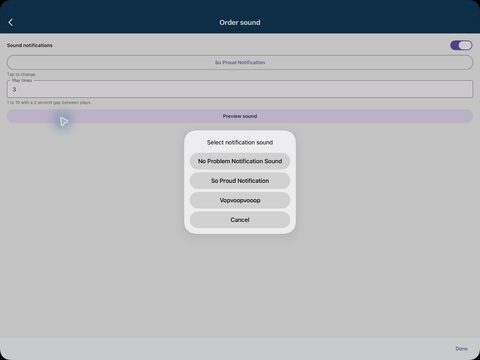 Order sound
Sound notifications
So Proud Notification
Tap to change.
Play times
3
1 to 10 with a 2 second gap between plays.
Preview sound
Select notification sound
No Problem Notification Sound
So Proud Notification
Vopvoopvooop
Cancel
Done